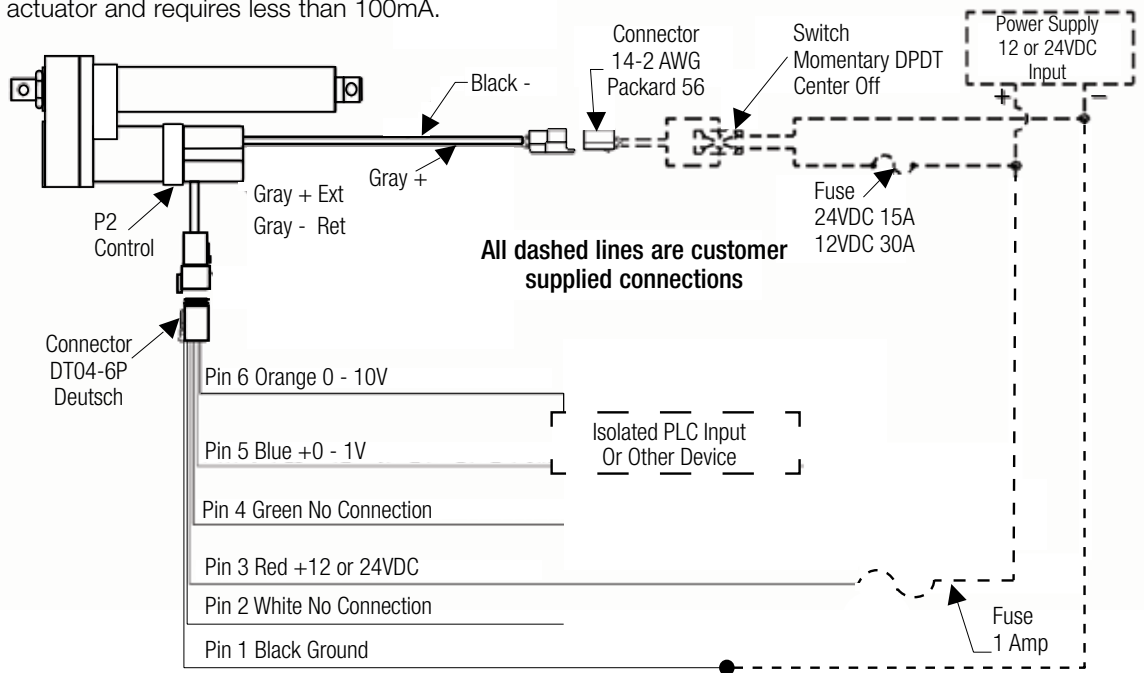 actuator and requires less than 100mA.
Power Supply
12 or 24VDC
Input
+
–
Connector
14-2 AWG
Packard 56
Switch
Momentary DPDT
Center Off
Black -
Gray +
Gray + Ext
Gray - Ret
P2
Control
Fuse
24VDC 15A
12VDC 30A
All dashed lines are customer
supplied connections
Connector
DT04-6P
Deutsch
Pin 6 Orange 0 - 10V
Isolated PLC Input
Or Other Device
Pin 5 Blue +0 - 1V
Pin 4 Green No Connection
Pin 3 Red +12 or 24VDC
Pin 2 White No Connection
Fuse
1 Amp
Pin 1 Black Ground